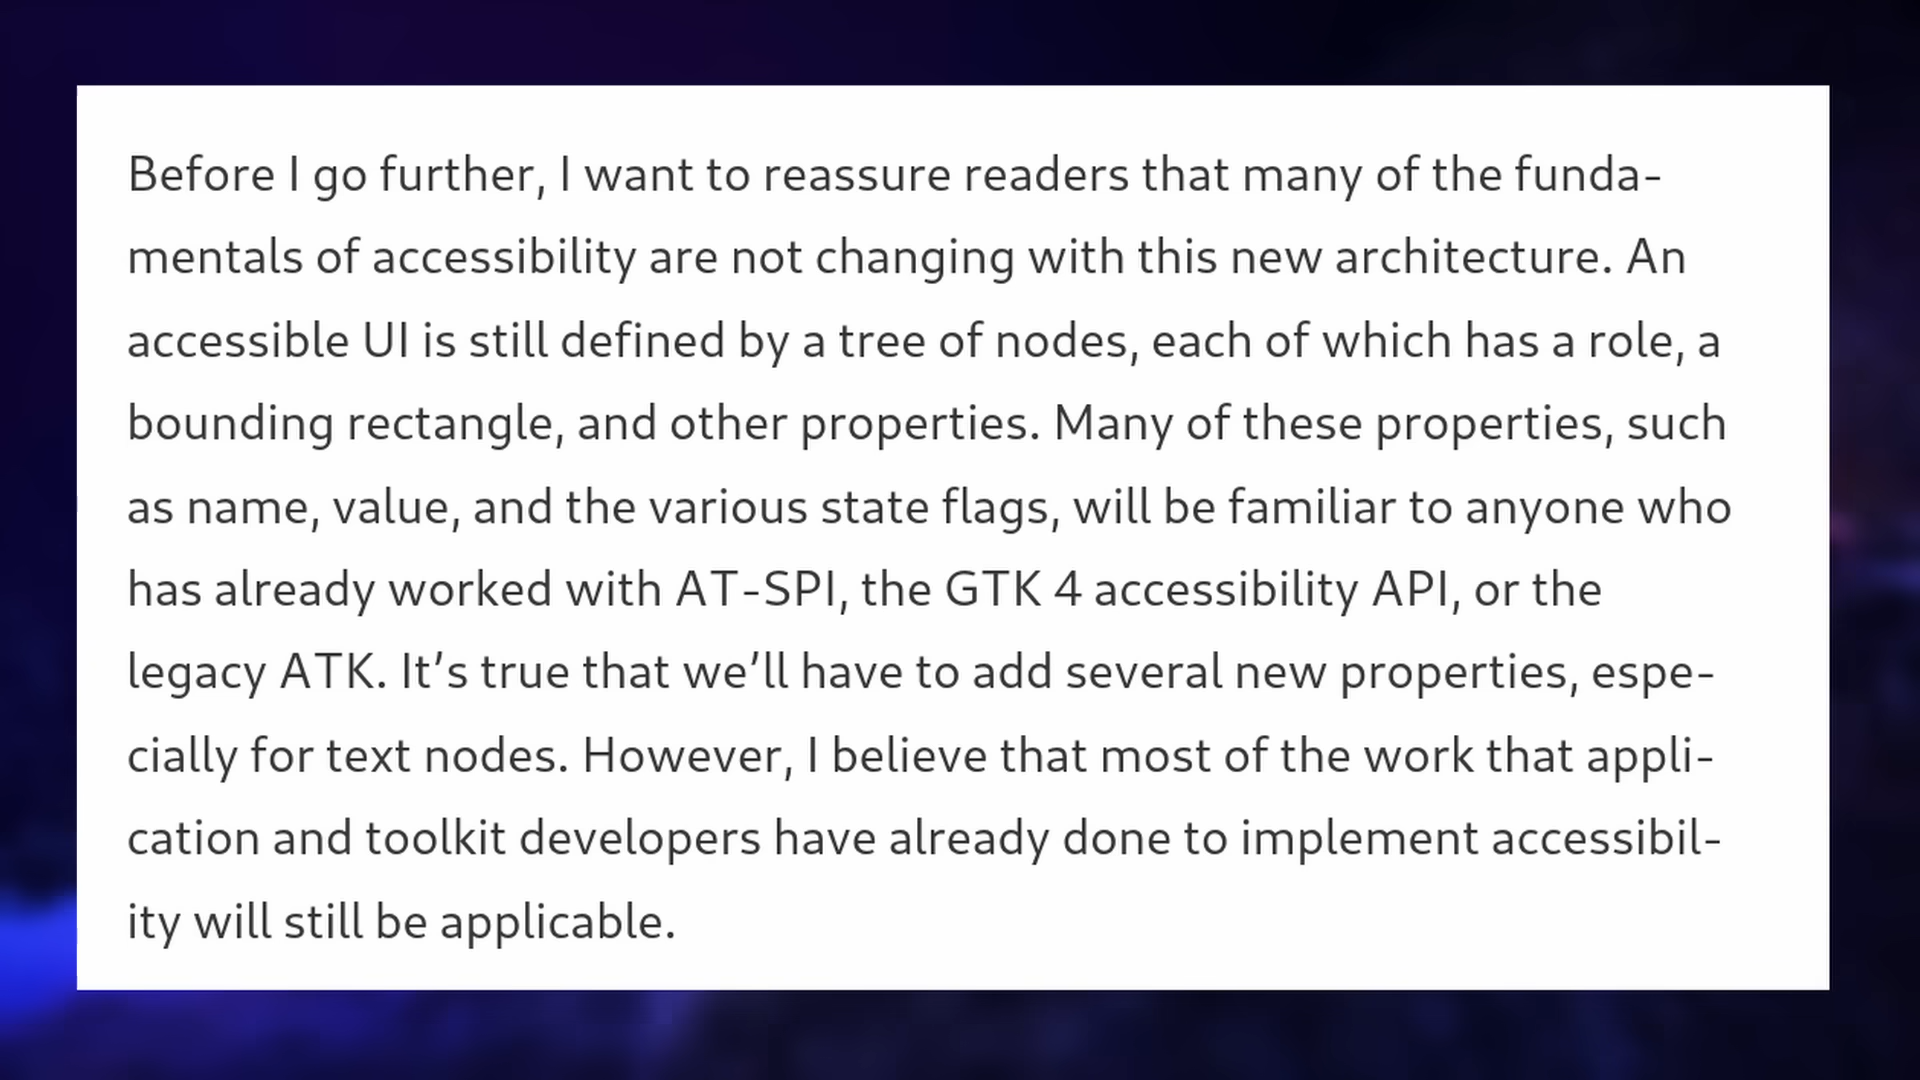 Before I go further, I want to reassure readers that many of the funda-
mentals of accessibility are not changing with this new architecture. An
accessible UI is still defined by a tree of nodes, each of which has a role, a
bounding rectangle, and other properties. Many of these properties, such
as name, value, and the various state flags, will be familiar to anyone who
has already worked with AT-SPI, the GTK 4 accessibility API, or the
legacy ATK. It’s true that we’ll have to add several new properties, espe-
cially for text nodes. However, I believe that most of the work that appli-
cation and toolkit developers have already done to implement accessibil-
ity will still be applicable.